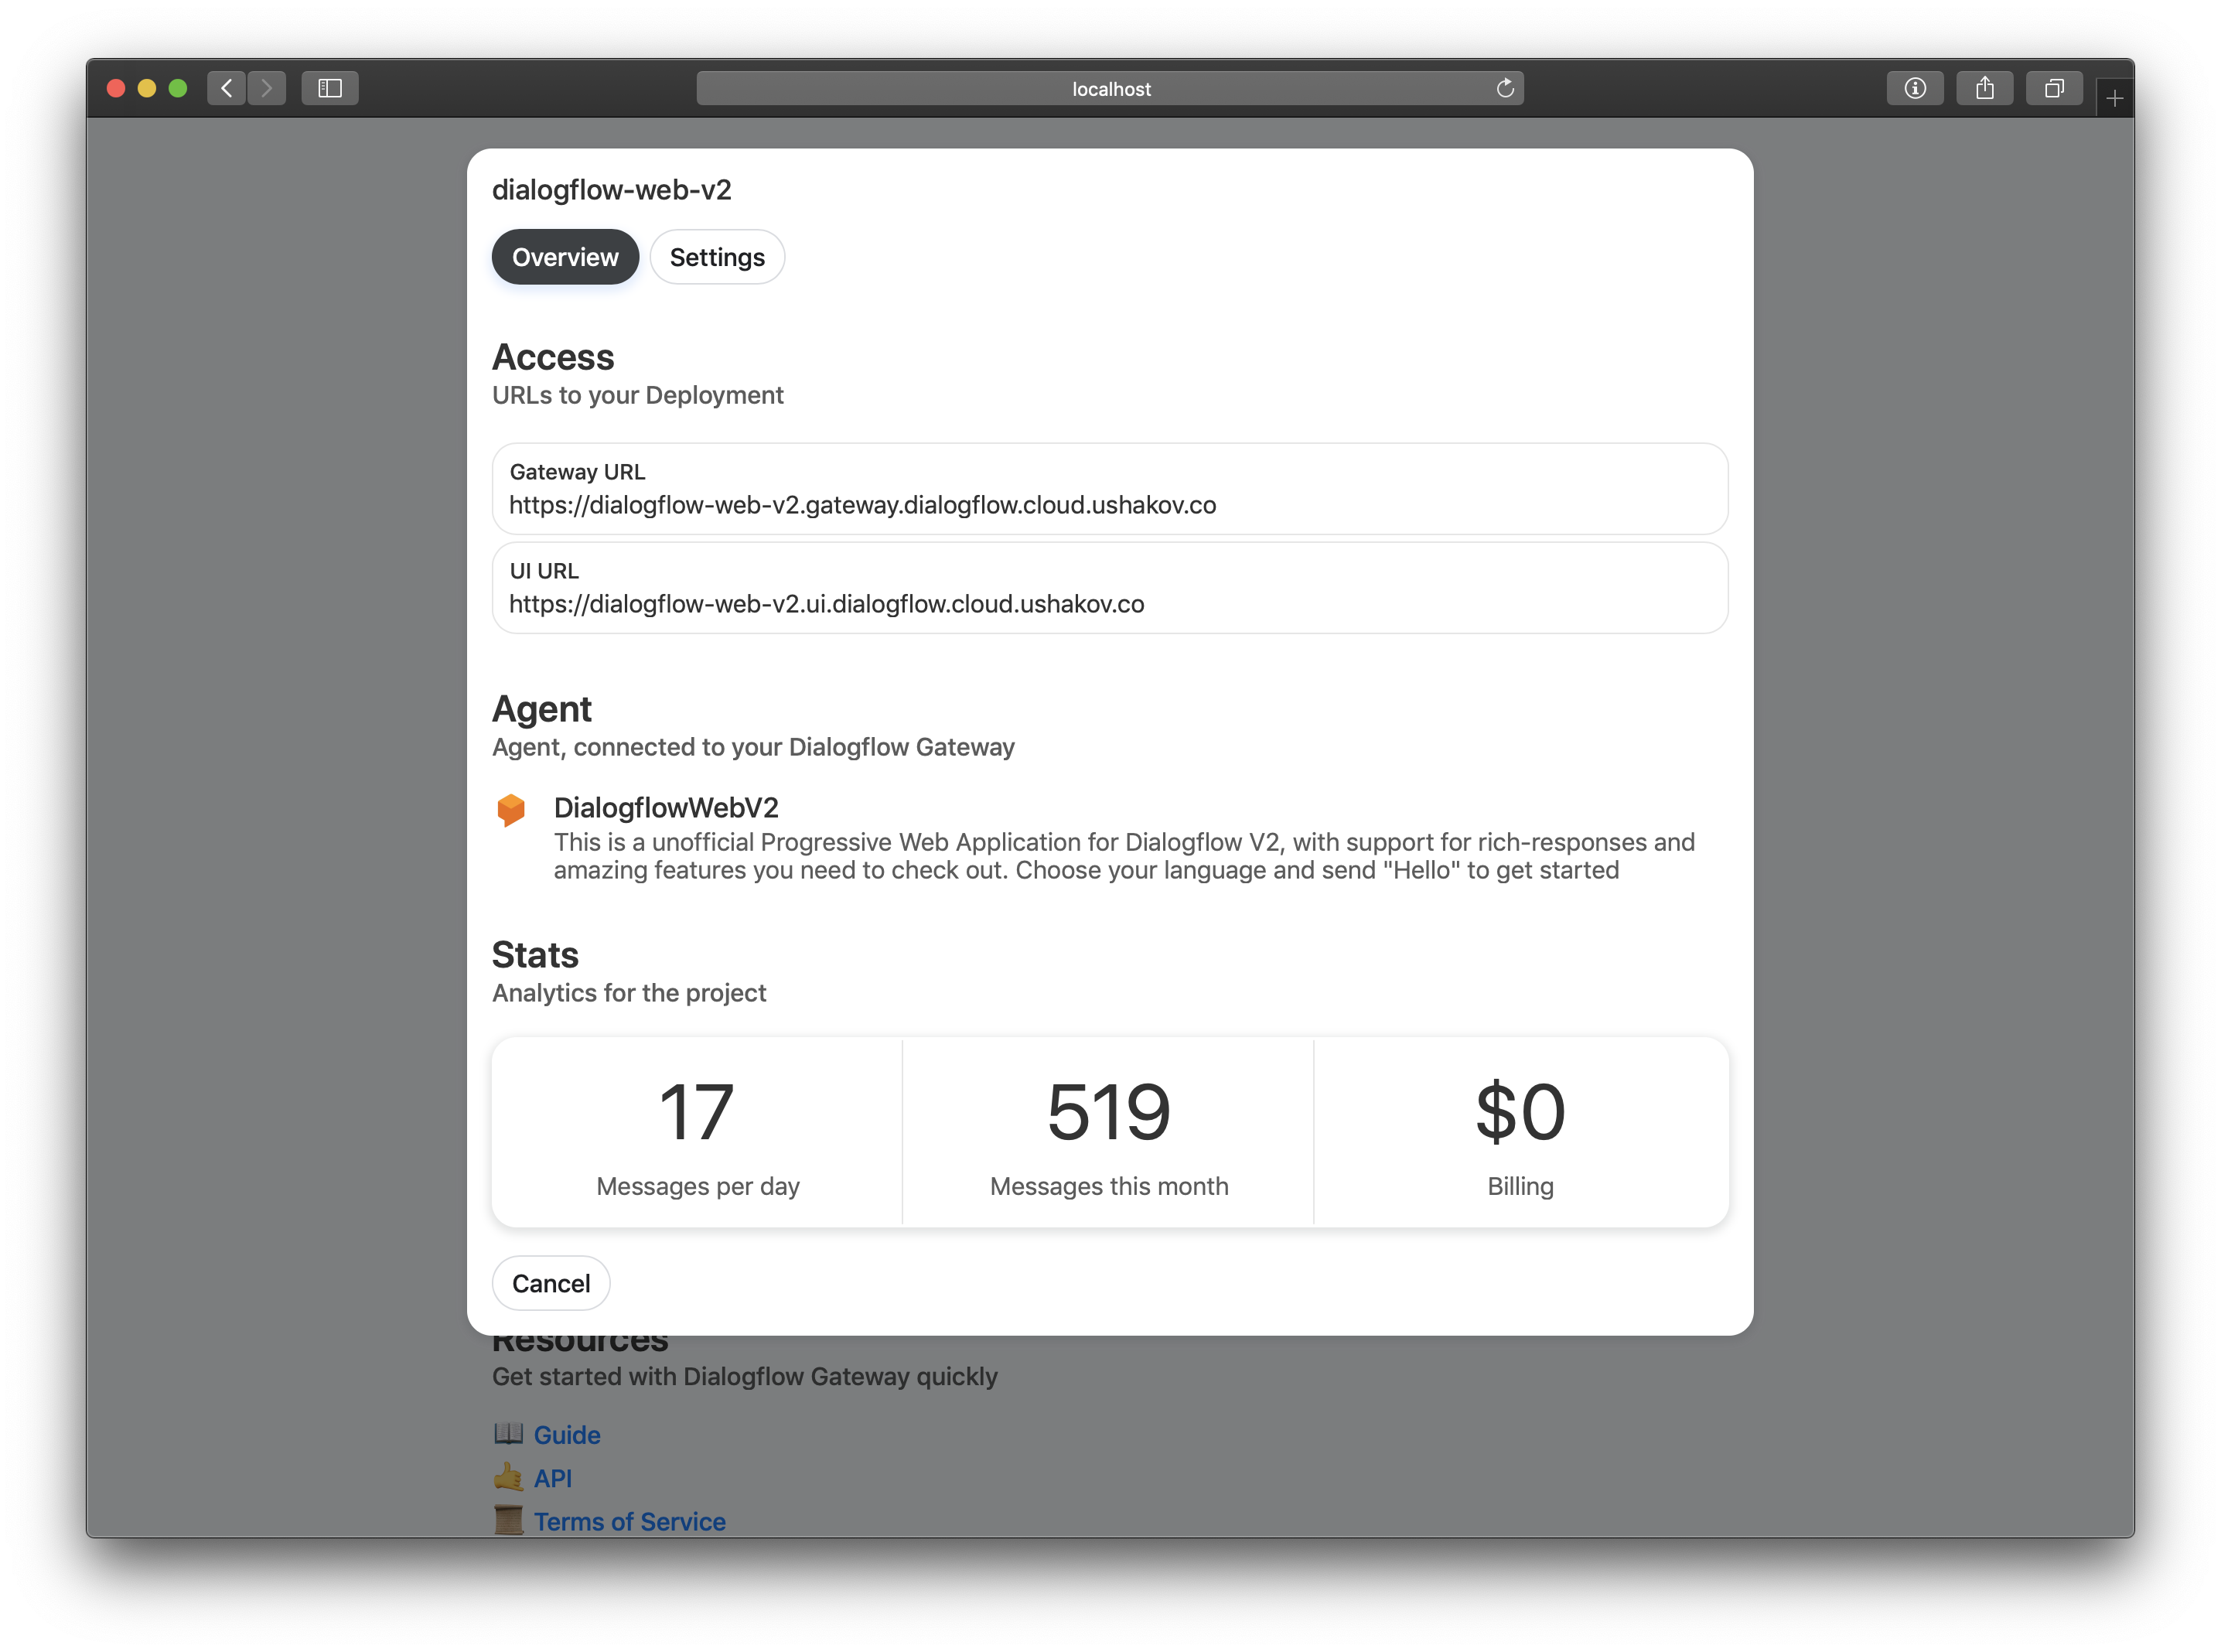 localhost
dialogflow-web-v2
Overview
Settings
Access
URLs to your Deployment
Gateway URL
https://dialogflow-web-v2.gateway.dialogflow.cloud.ushakov.co
UI URL
https://dialogflow-web-v2.ui.dialogflow.cloud.ushakov.co
Agent
Agent, connected to your Dialogflow Gateway
DialogflowWebV2
This is a unofficial Progressive Web Application for Dialogflow V2, with support for rich-responses and
amazing features you need to check out. Choose your language and send "Hello" to get started
Stats
Analytics for the project
17
Messages per day
519
Messages this month
$0
Billing
Cancel
Resources
Get started with Dialogflow Gateway quickly
Guide
API
Terms of Service